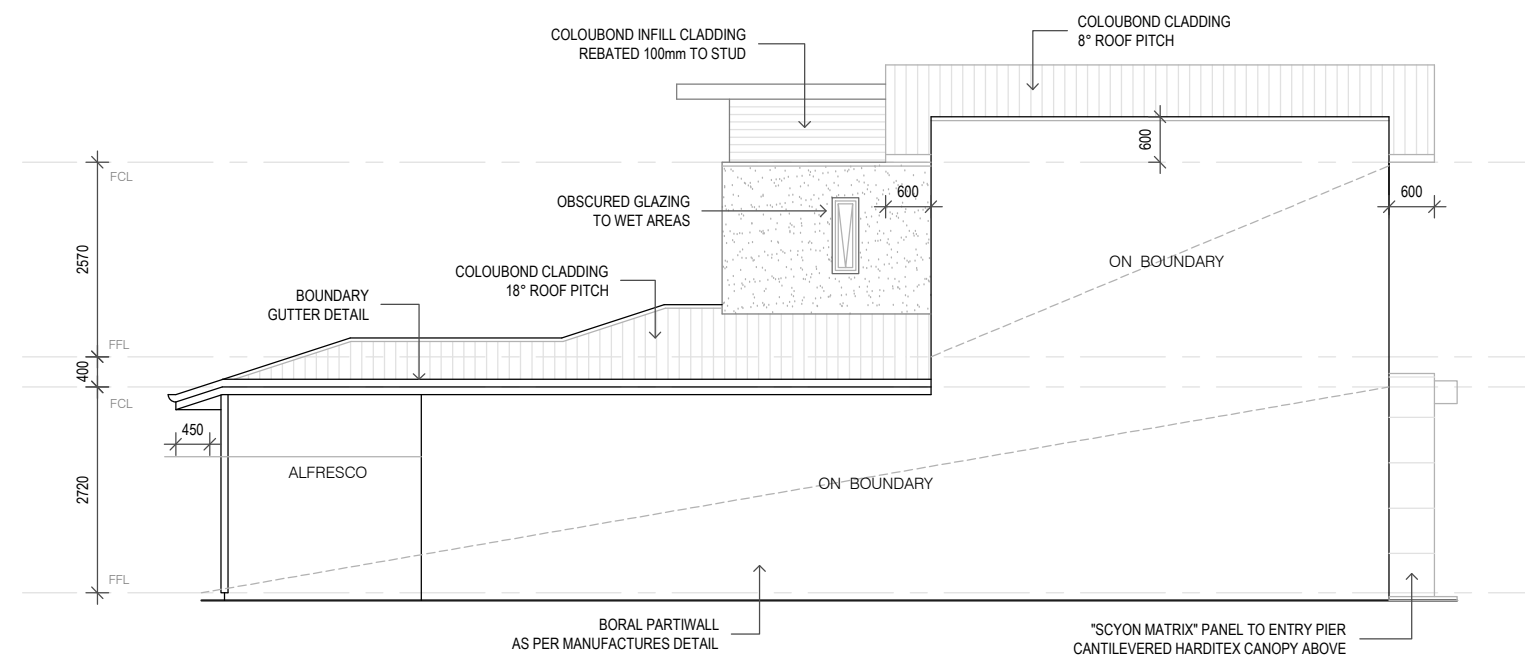 COLOUBOND INFILL CLADDING
REBATED 100mm TO STUD
COLOUBOND CLADDING
8° ROOF PITCH
600
FCL
OBSCURED GLAZING
TO WET AREAS
600
600
2570
ON BOUNDARY
COLOUBOND CLADDING
18° ROOF PITCH
BOUNDARY
GUTTER DETAIL
FFL
400
FCL
450
ALFRESCO
ON BOUNDARY
2720
FFL
BORAL PARTIWALL
AS PER MANUFACTURES DETAIL
"SCYON MATRIX" PANEL TO ENTRY PIER
CANTILEVERED HARDITEX CANOPY ABOVE